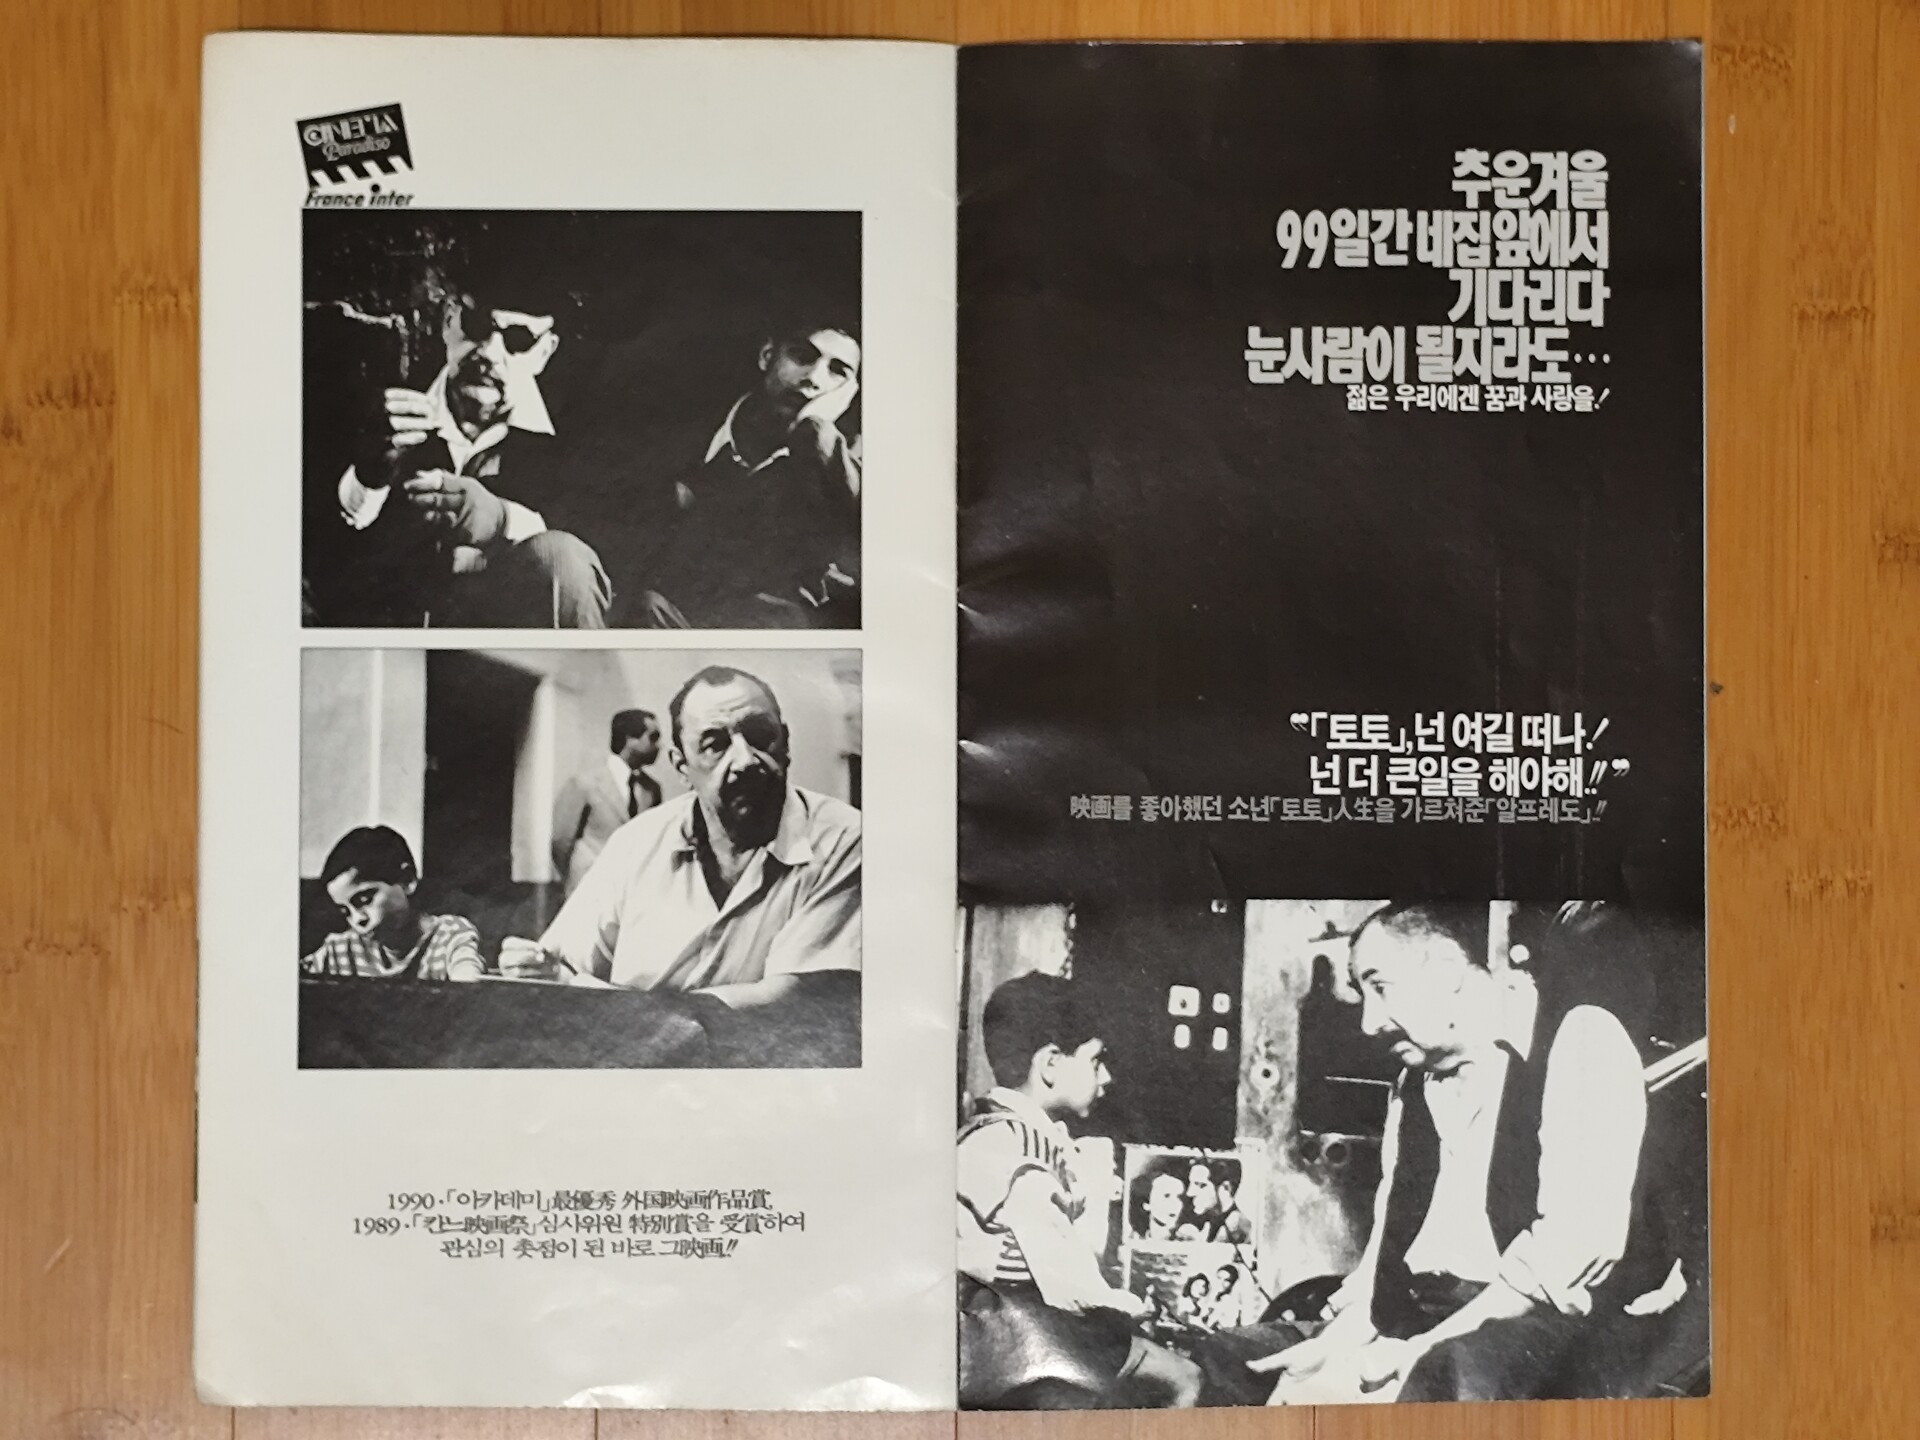 CINEMA
Paradiso
France inter
1990·「아카데미」最優秀 外国映画作品賞,
1989·「칸느映画祭」심사위원 特別賞을 受賞하여
관심의 촛점이 된 바로 그映画!!
추운겨울
99일간 네집앞에서
기다리다
눈사람이 될지라도…
젊은 우리에겐 꿈과 사랑을!
❝「토토」,넌 여길 떠나!
넌 더 큰일을 해야해!!❞
映画를 좋아했던 소년「토토」人生을 가르쳐준「알프레도」!!